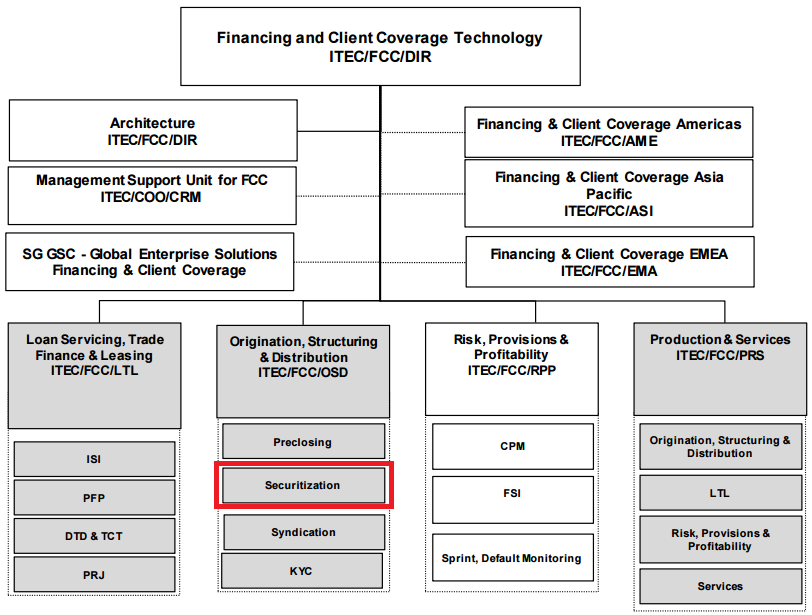 Financing and Client Coverage Technology
ITEC/FCC/DIR
Architecture
ITEC/FCC/DIR
Financing & Client Coverage Americas
ITEC/FCC/AME
Management Support Unit for FCC
ITEC/COO/CRM
Financing & Client Coverage Asia
Pacific
ITEC/FCC/ASI
SG GSC - Global Enterprise Solutions
Financing & Client Coverage
Financing & Client Coverage EMEA
ITEC/FCC/EMA
Loan Servicing, Trade
Finance & Leasing
ITEC/FCC/LTL
ISI
PFP
DTD & TCT
PRJ
Origination, Structuring
& Distribution
ITEC/FCC/OSD
Preclosing
Securitization
Syndication
KYC
Risk, Provisions &
Profitability
ITEC/FCC/RPP
CPM
FSI
Sprint, Default Monitoring
Production & Services
ITEC/FCC/PRS
Origination, Structuring &
Distribution
LTL
Risk, Provisions &
Profitability
Services